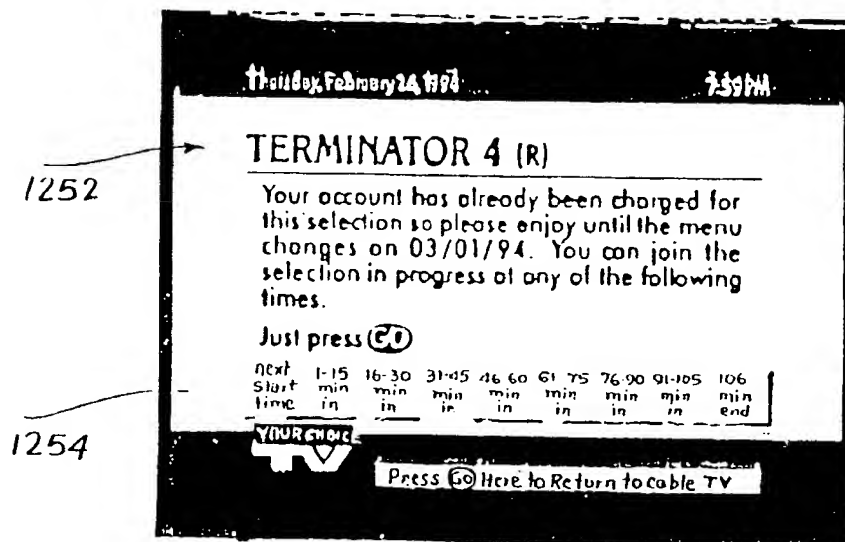 Thursday, February 24, 1994 7:59PM
TERMINATOR 4 (R)
1252
Your account has already been charged for
this selection so please enjoy until the menu
changes on 03/01/94. You can join the
selection in progress at any of the following
times.
Just press GO
next 1-15 16-30 31-45 46-60 61-75 76-90 91-105 106
start min min min min min min min min
time in in in in in in in end
1254
YOUR CHOICE
TV
Press GO Here to Return to cable TV